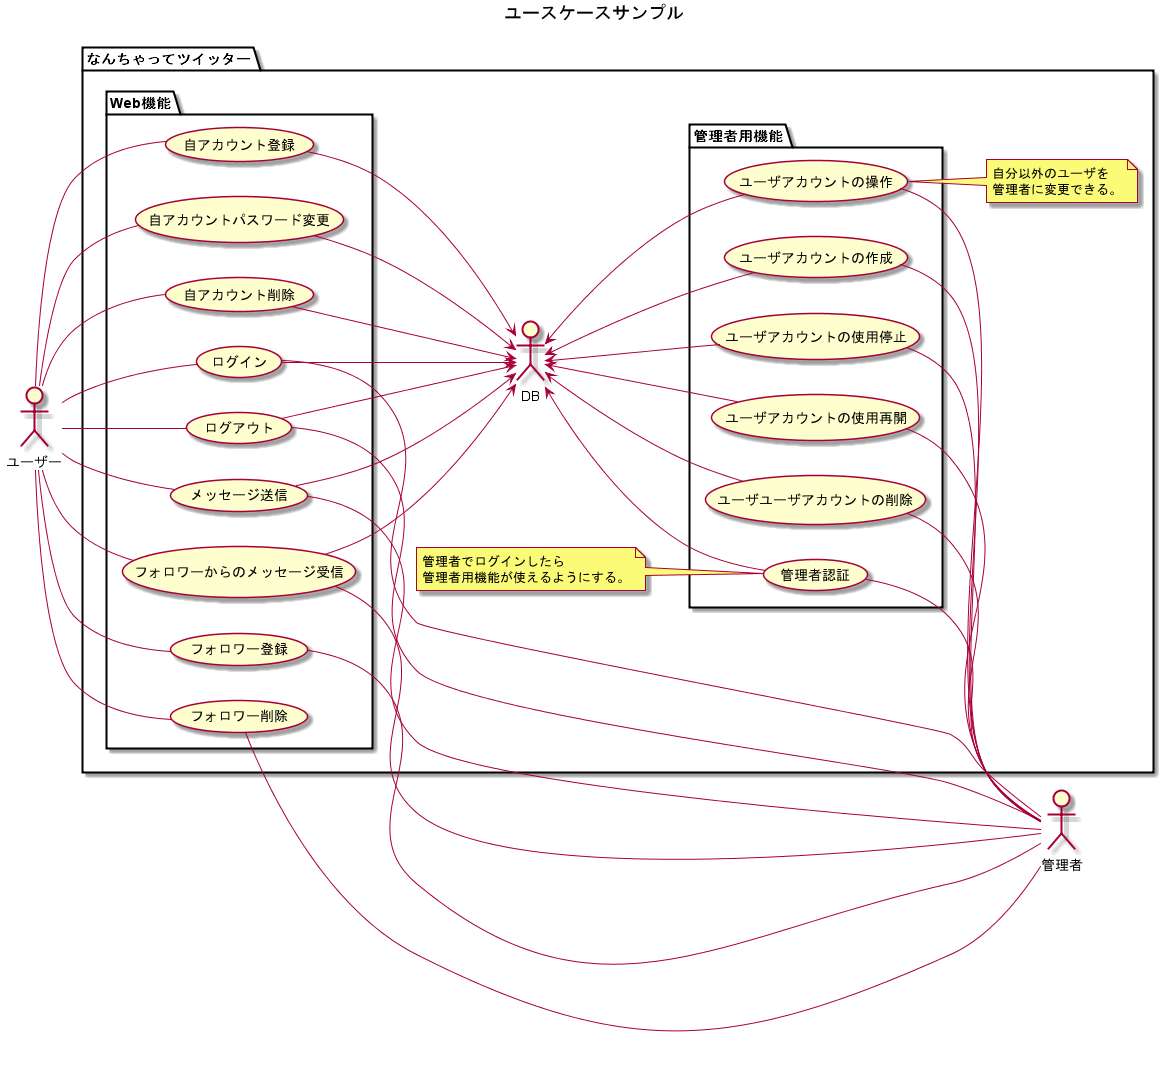 ユースケースサンプル
なんちゃってツイッター
Web機能
自アカウント登録
自アカウントパスワード変更
自アカウント削除
ログイン
ログアウト
メッセージ送信
フォロワーからのメッセージ受信
フォロワー登録
フォロワー削除
ユーザー
DB
管理者用機能
ユーザアカウントの操作
ユーザアカウントの作成
ユーザアカウントの使用停止
ユーザアカウントの使用再開
ユーザユーザアカウントの削除
管理者認証
自分以外のユーザを
管理者に変更できる。
管理者でログインしたら
管理者用機能が使えるようにする。
管理者